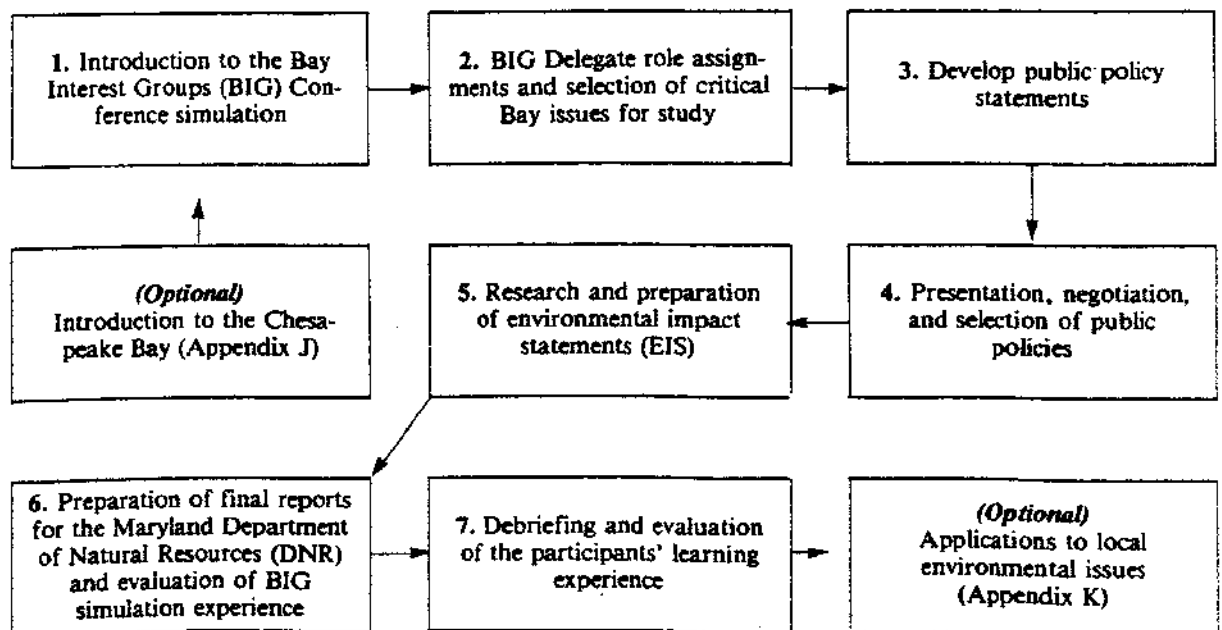 1. Introduction to the Bay
Interest Groups (BIG) Con-
ference simulation
2. BIG Delegate role assign-
ments and selection of critical
Bay issues for study
3. Develop public policy
statements
(Optional)
Introduction to the Chesa-
peake Bay (Appendix J)
5. Research and preparation
of environmental impact
statements (EIS)
4. Presentation, negotiation,
and selection of public
policies
6. Preparation of final reports
for the Maryland Department
of Natural Resources (DNR)
and evaluation of BIG
simulation experience
7. Debriefing and evaluation
of the participants' learning
experience
(Optional)
Applications to local
environmental issues
(Appendix K)